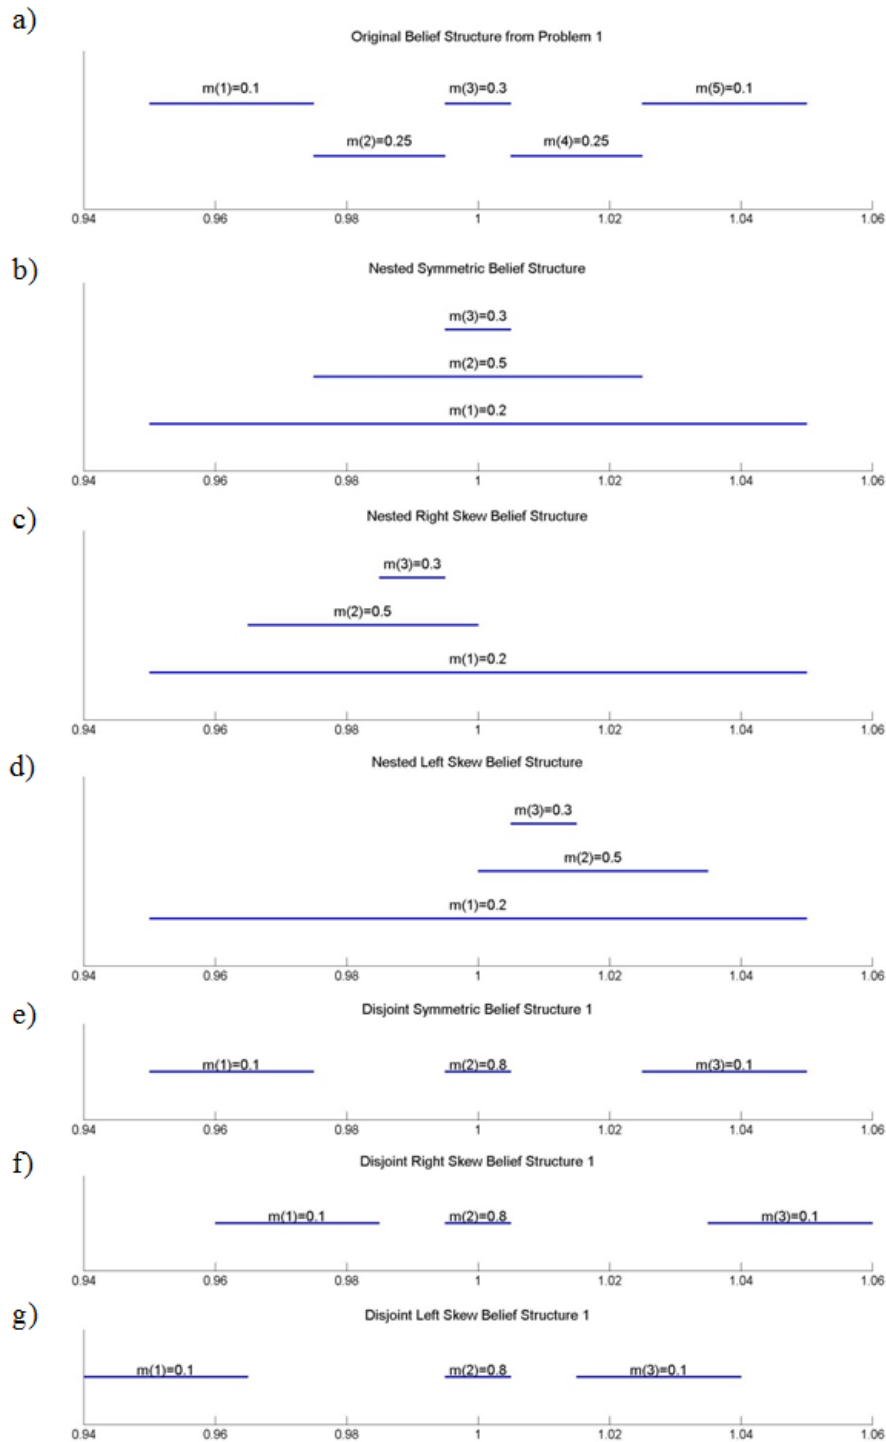 a)
Original Belief Structure from Problem 1
m(1)=0.1 m(3)=0.3 m(5)=0.1
m(2)=0.25 m(4)=0.25
0.94 0.96 0.98 1 1.02 1.04 1.06
b)
Nested Symmetric Belief Structure
m(3)=0.3
m(2)=0.5
m(1)=0.2
0.94 0.96 0.98 1 1.02 1.04 1.06
c)
Nested Right Skew Belief Structure
m(3)=0.3
m(2)=0.5
m(1)=0.2
0.94 0.96 0.98 1 1.02 1.04 1.06
d)
Nested Left Skew Belief Structure
m(3)=0.3
m(2)=0.5
m(1)=0.2
0.94 0.96 0.98 1 1.02 1.04 1.06
e)
Disjoint Symmetric Belief Structure 1
m(1)=0.1 m(2)=0.8 m(3)=0.1
0.94 0.96 0.98 1 1.02 1.04 1.06
f)
Disjoint Right Skew Belief Structure 1
m(1)=0.1 m(2)=0.8 m(3)=0.1
0.94 0.96 0.98 1 1.02 1.04 1.06
g)
Disjoint Left Skew Belief Structure 1
m(1)=0.1 m(2)=0.8 m(3)=0.1
0.94 0.96 0.98 1 1.02 1.04 1.06